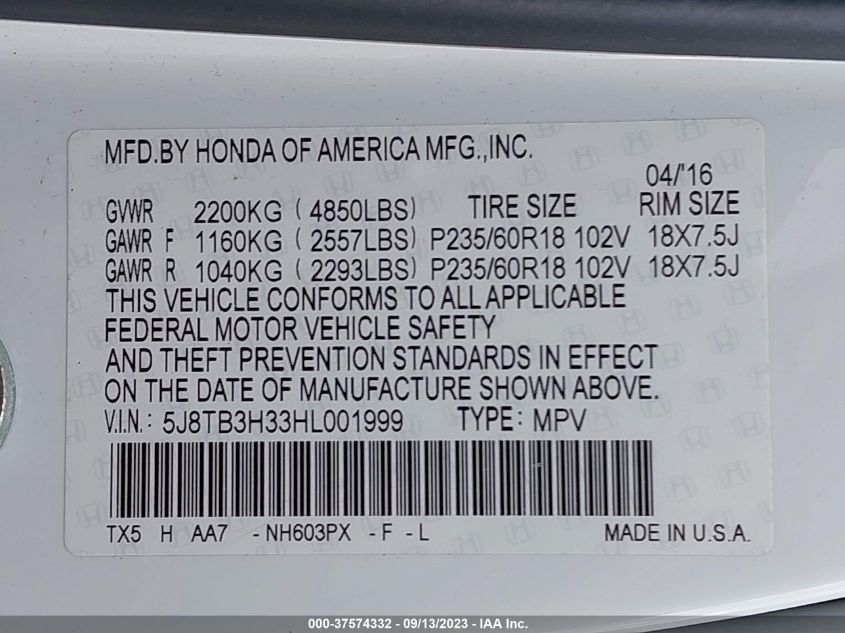 MFD.BY HONDA OF AMERICA MFG.,INC.
04/'16
GVWR 2200KG ( 4850LBS) TIRE SIZE RIM SIZE
GAWR F 1160KG ( 2557LBS) P235/60R18 102V 18X7.5J
GAWR R 1040KG ( 2293LBS) P235/60R18 102V 18X7.5J
THIS VEHICLE CONFORMS TO ALL APPLICABLE
FEDERAL MOTOR VEHICLE SAFETY
AND THEFT PREVENTION STANDARDS IN EFFECT
ON THE DATE OF MANUFACTURE SHOWN ABOVE.
V.I.N.: 5J8TB3H33HL001999 TYPE: MPV
TX5 H AA7 -NH603PX -F -L MADE IN U.S.A.
000-37574332 - 09/13/2023 - IAA Inc.